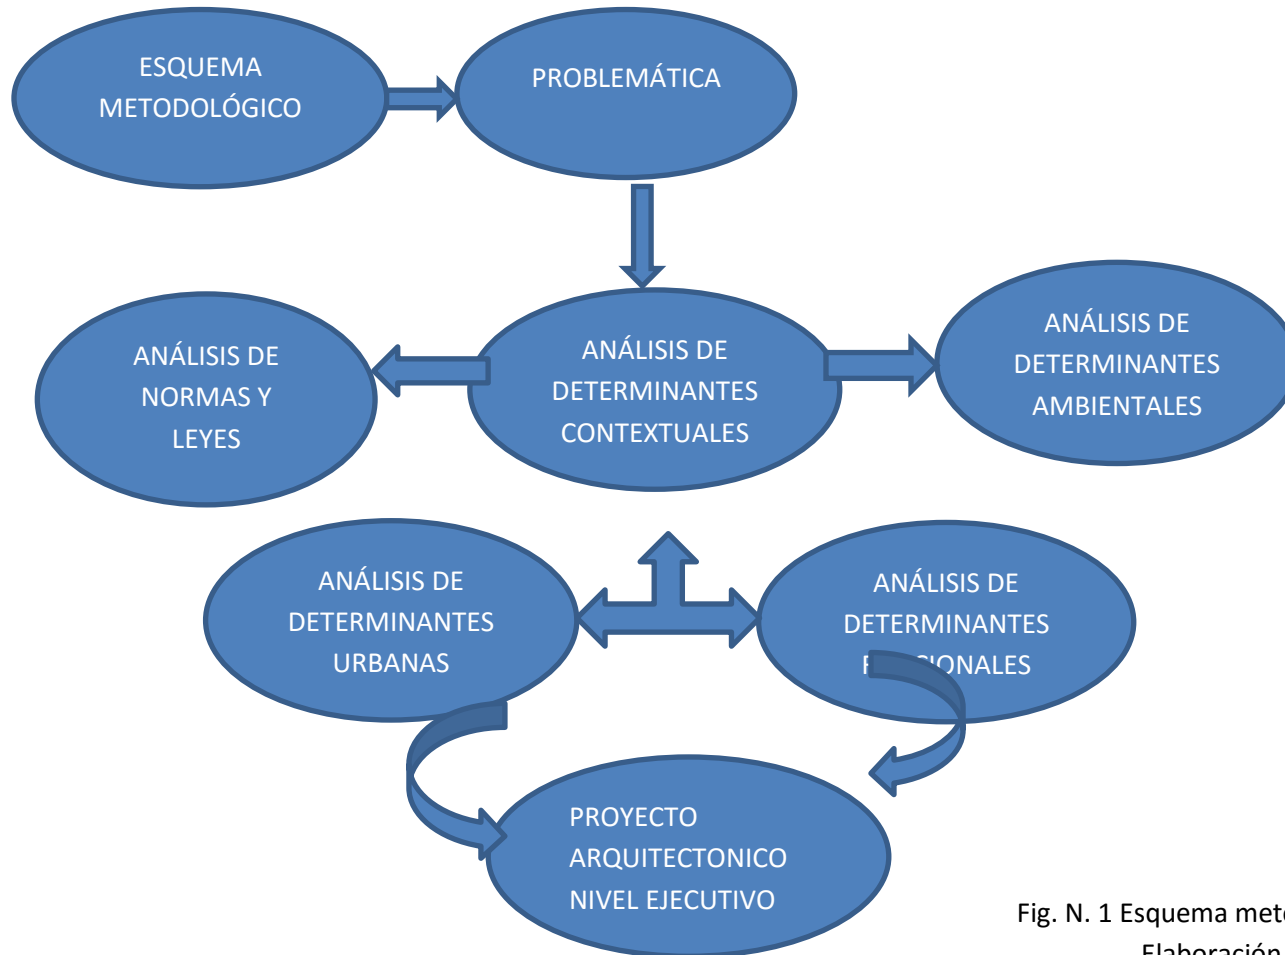 ESQUEMA
METODOLÓGICO
PROBLEMÁTICA
ANÁLISIS DE
NORMAS Y
LEYES
ANÁLISIS DE
DETERMINANTES
CONTEXTUALES
ANÁLISIS DE
DETERMINANTES
AMBIENTALES
ANÁLISIS DE
DETERMINANTES
URBANAS
ANÁLISIS DE
DETERMINANTES
PROYECTO
ARQUITECTONICO
NIVEL EJECUTIVO
Fig. N. 1 Esquema
Elaboración